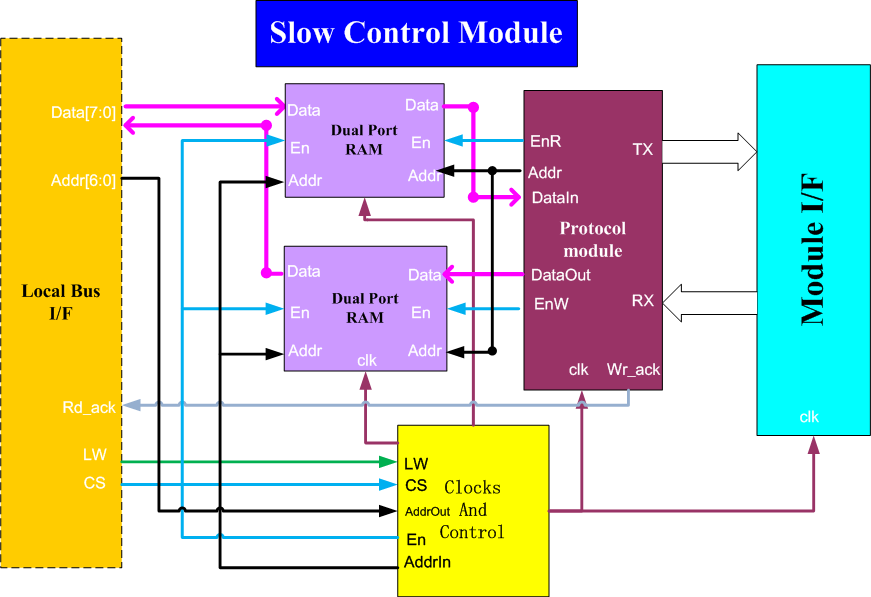 Slow Control Module
Data[7:0]
Addr[6:0]
Local Bus
I/F
Rd_ack
LW
CS
Data
En
Addr
Dual Port
RAM
Data
En
Addr
Data
En
Addr
Dual Port
RAM
clk
Data
En
Addr
EnR
Addr
DataIn
Protocol
module
DataOut
EnW
clk
Wr_ack
TX
RX
Module I/F
clk
LW
CS
AddrOut
En
AddrIn
Clocks
And
Control